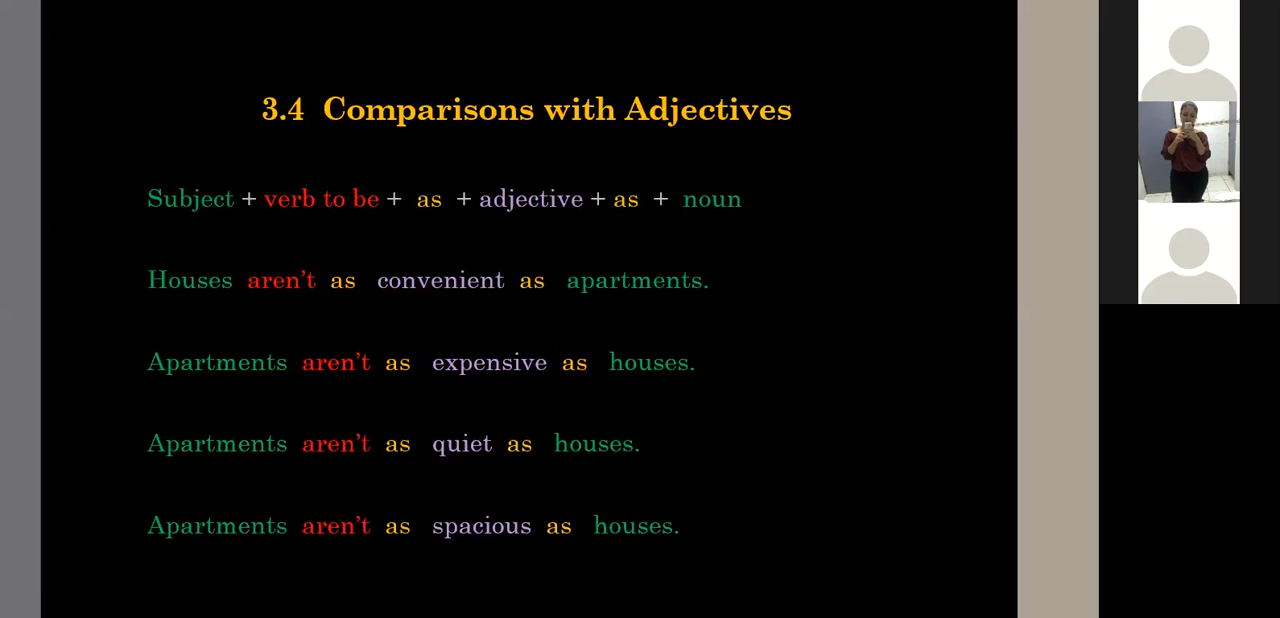 3.4 Comparisons with Adjectives
Subject + verb to be + as + adjective + as + noun
Houses aren’t as convenient as apartments.
Apartments aren’t as expensive as houses.
Apartments aren’t as quiet as houses.
Apartments aren’t as spacious as houses.